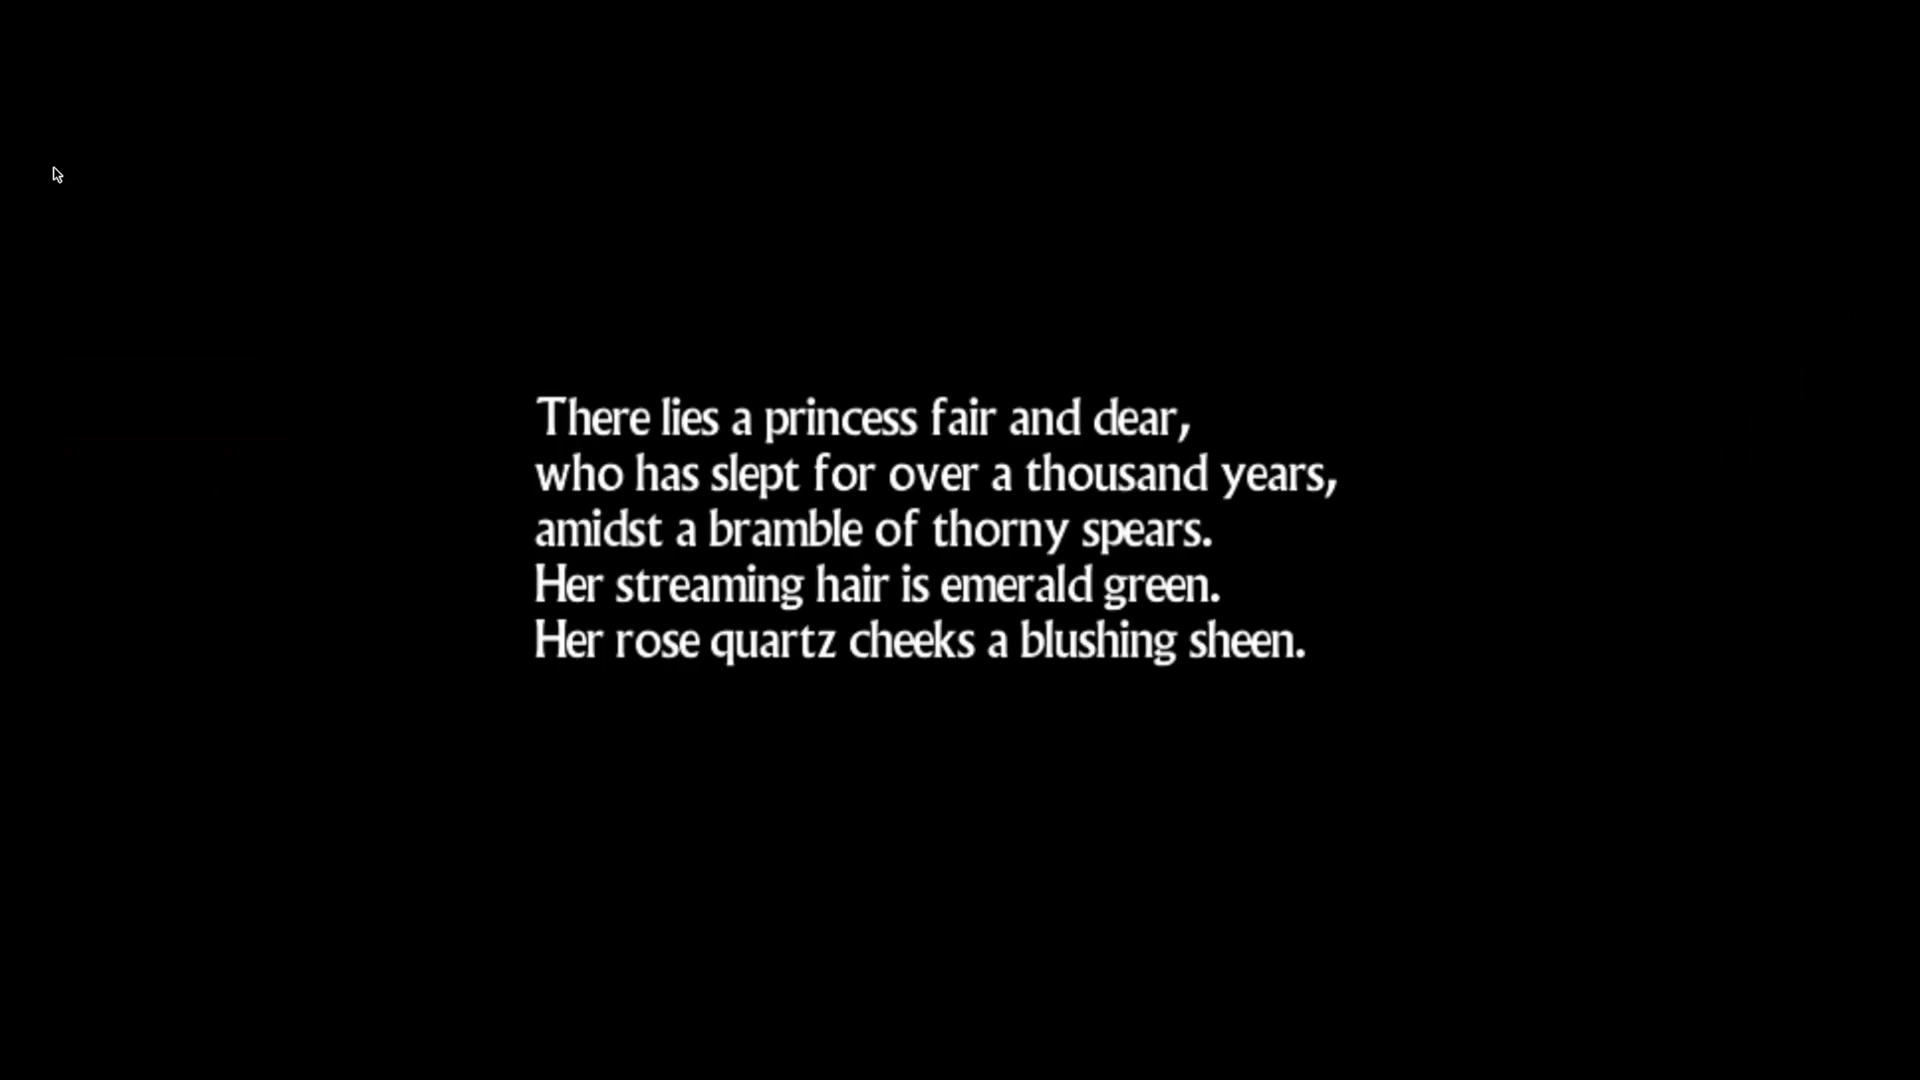 There lies a princess fair and dear,
who has slept for over a thousand years,
amidst a bramble of thorny spears.
Her streaming hair is emerald green.
Her rose quartz cheeks a blushing sheen.